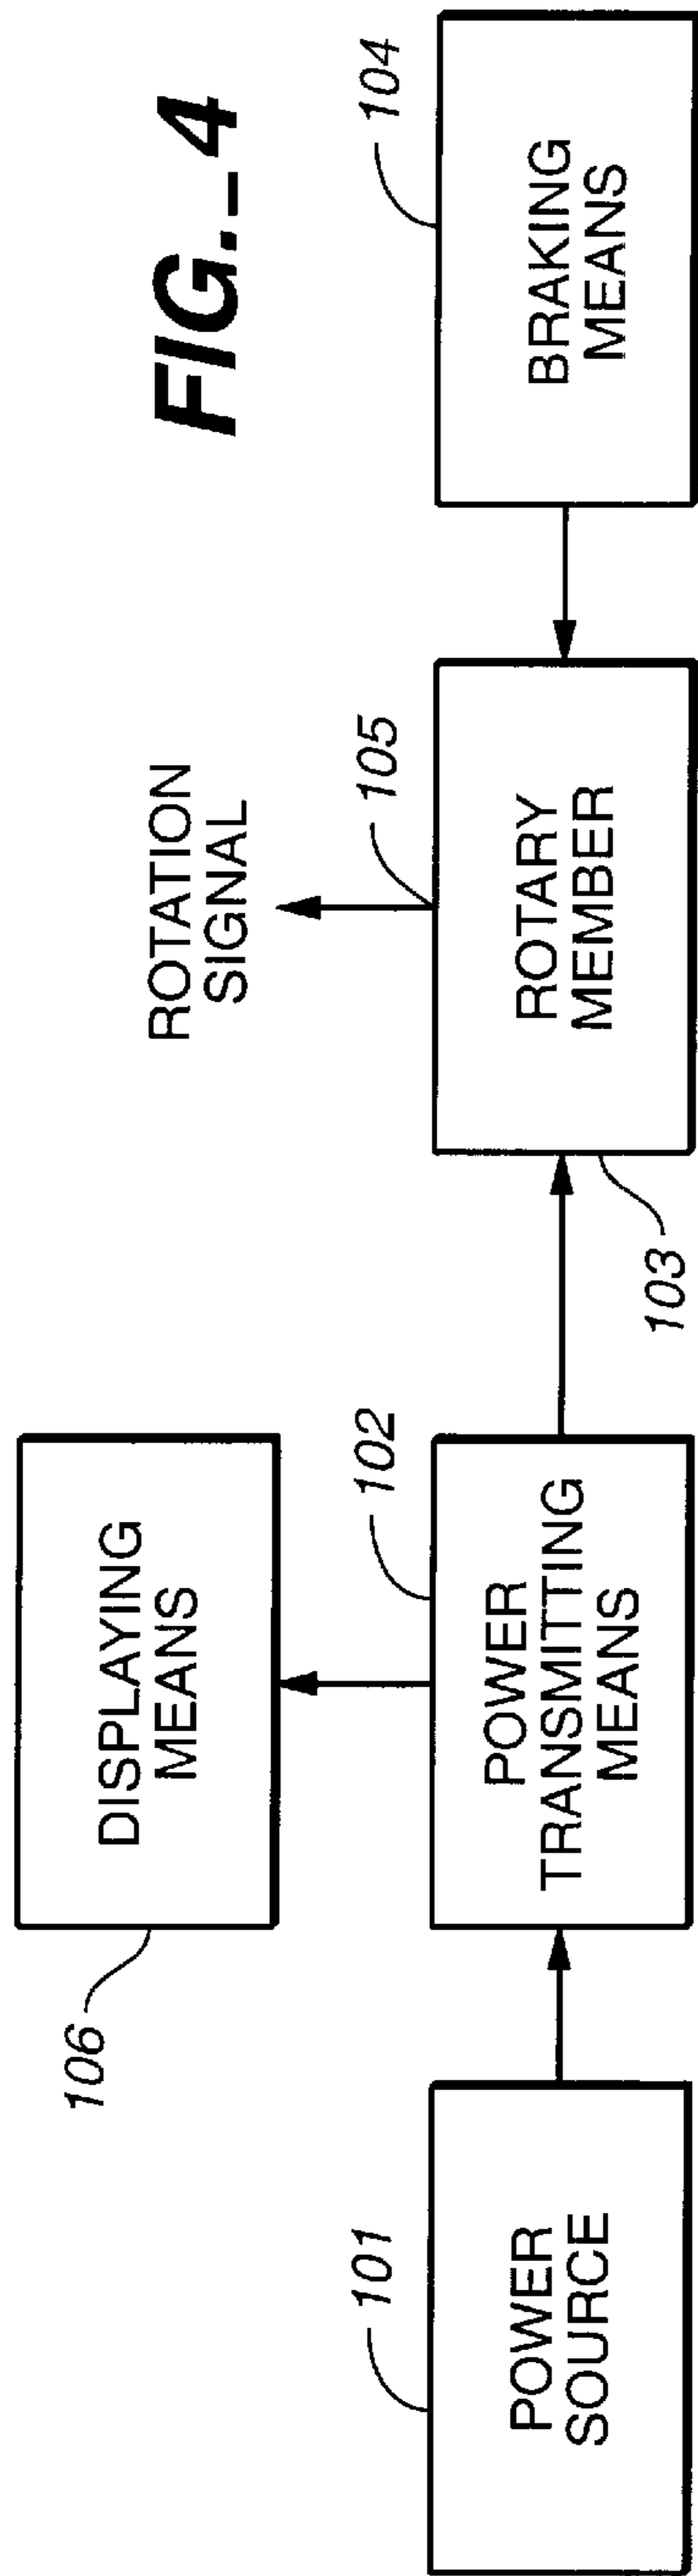 FIG._4
106
DISPLAYING
MEANS
ROTATION
SIGNAL
101
POWER
SOURCE
102
POWER
TRANSMITTING
MEANS
103
105
ROTARY
MEMBER
104
BRAKING
MEANS